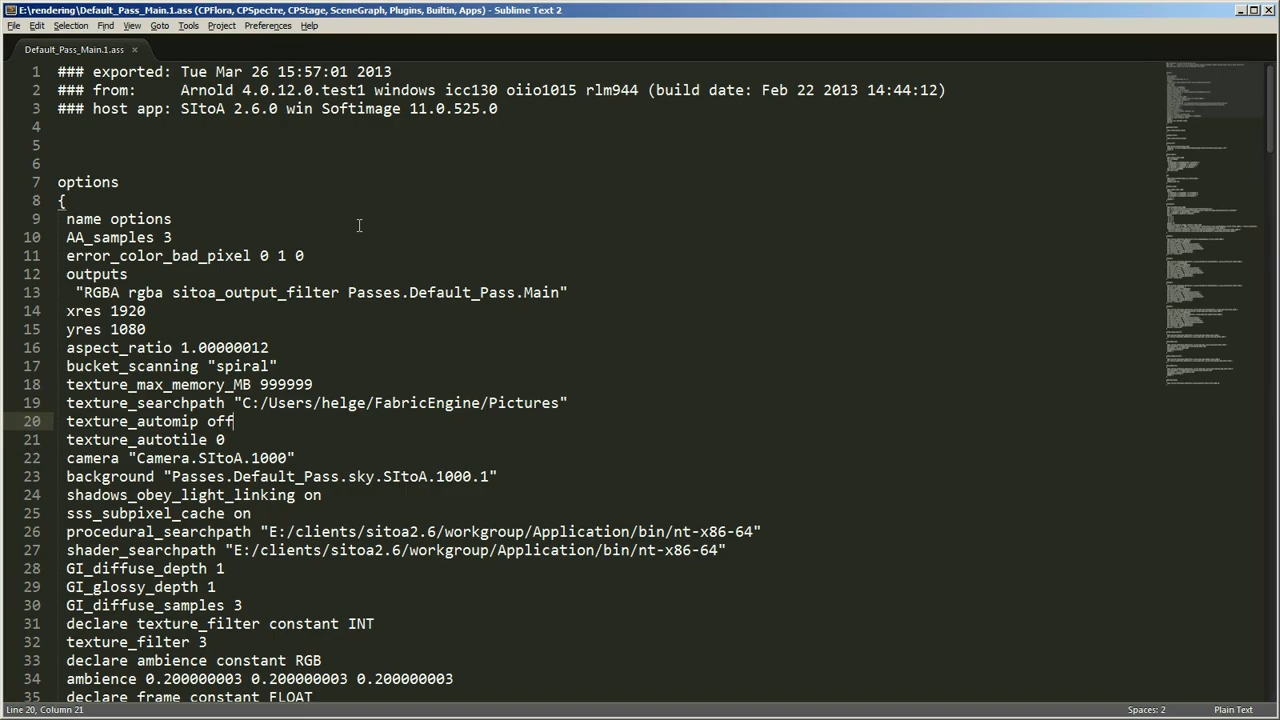 E:\rendering\Default_Pass_Main.1.ass (CPFlora, CPSpectre, CPStage, SceneGraph, Plugins, Builtin, Apps) - Sublime Text 2
File Edit Selection Find View Goto Tools Project Preferences Help
Default_Pass_Main.1.ass ×
1 ### exported: Tue Mar 26 15:57:01 2013
2 ### from: Arnold 4.0.12.0.test1 windows icc130 oiio1015 rlm944 (build date: Feb 22 2013 14:44:12)
3 ### host app: SItoA 2.6.0 win Softimage 11.0.525.
4
5
6
7 options
8 {
9 name options
10 AA_samples 3
11 error_color_bad_pixel 0 1 0
12 outputs
13 "RGBA rgba sitoa_output_filter Passes.Default_Pass.Main"
14 xres 1920
15 yres 1080
16 aspect_ratio 1.00000012
17 bucket_scanning "spiral"
18 texture_max_memory_MB 999999
19 texture_searchpath "C:/Users/helge/FabricEngine/Pictures"
20 texture_automip off
21 texture_autotile 0
22 camera "Camera.SItoA.1000"
23 background "Passes.Default_Pass.sky.SItoA.1000.1"
24 shadows_obey_light_linking on
25 sss_subpixel_cache on
26 procedural_searchpath "E:/clients/sitoa2.6/workgroup/Application/bin/nt-x86-64"
27 shader_searchpath "E:/clients/sitoa2.6/workgroup/Application/bin/nt-x86-64"
28 GI_diffuse_depth 1
29 GI_glossy_depth 1
30 GI_diffuse_samples 3
31 declare texture_filter constant INT
32 texture_filter 3
33 declare ambience constant RGB
34 ambience 0.200000003 0.200000003 0.200000003
35 declare frame constant FLOAT
Line 20, Column 21 Spaces: 2 Plain Text